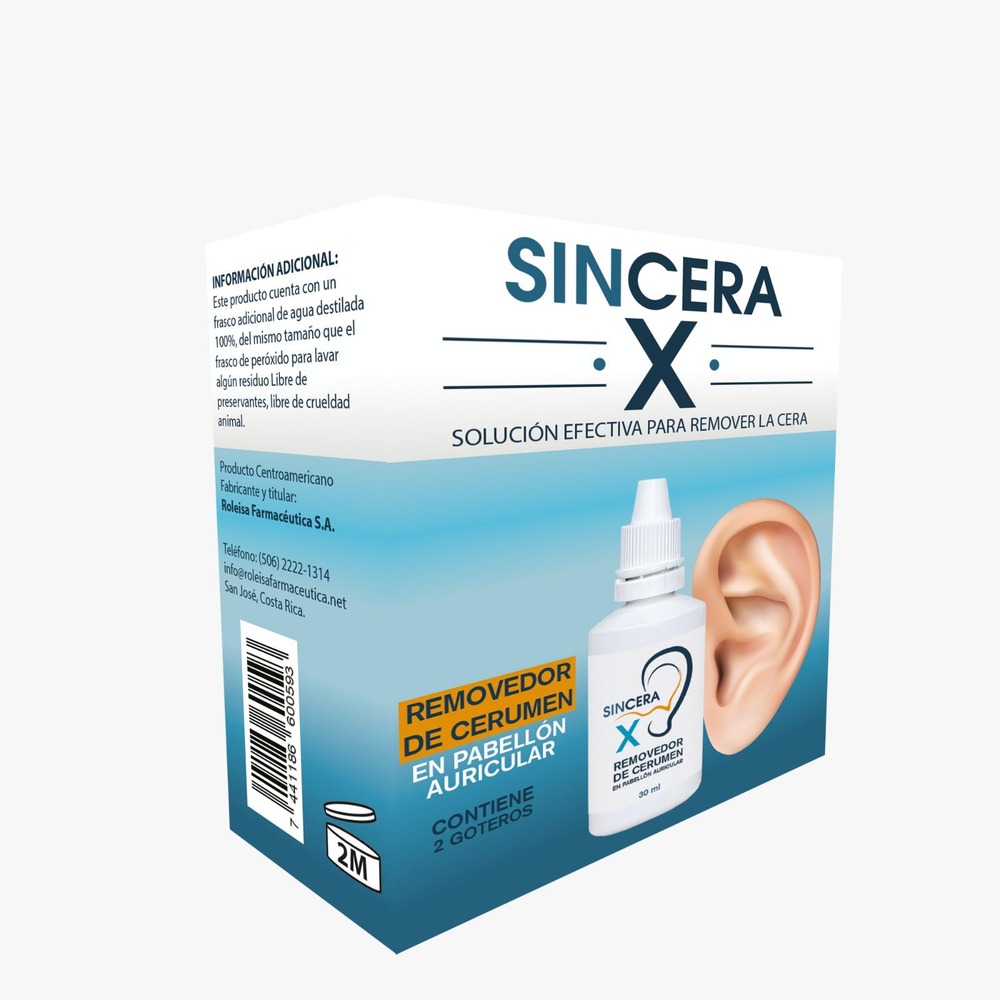 INFORMACIÓN ADICIONAL:
Este producto cuenta con un
frasco adicional de agua destilada
100%, del mismo tamaño que el
frasco de peróxido para lavar
algún residuo Libre de
preservantes, libre de crueldad
animal.
Producto Centroamericano
Fabricante y titular:
Roleisa Farmacéutica S.A.
Teléfono: (506) 2222-1314
info@roleisafarmaceutica.net
San José, Costa Rica.
7 441186 600593
2M
SINCERA
X
SOLUCIÓN EFECTIVA PARA REMOVER LA CERA
REMOVEDOR
DE CERUMEN
EN PABELLÓN
AURICULAR
CONTIENE
2 GOTEROS
SINCERA
X
REMOVEDOR
DE CERUMEN
EN PABELLÓN AURICULAR
30 ml